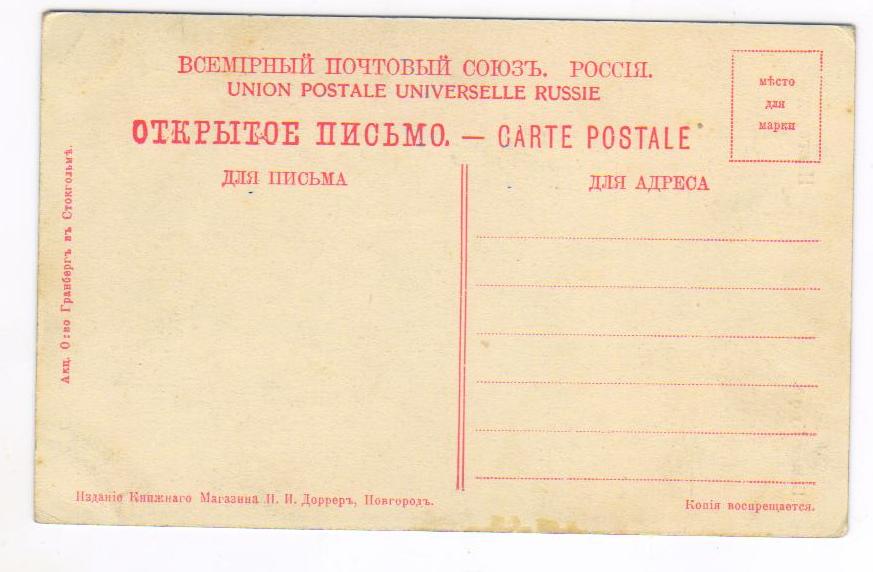 ВСЕМІРНЫЙ ПОЧТОВЫЙ СОЮЗЪ. РОССІЯ.
UNION POSTALE UNIVERSELLE RUSSIE
ОТКРЫТОЕ ПИСЬМО. — CARTE POSTALE
мѣсто
для
марки
ДЛЯ ПИСЬМА
ДЛЯ АДРЕСА
Акц. О:во Гранбергъ въ Стокгольмѣ.
Изданіе Книжнаго Магазина П. И. Дорреръ, Новгородъ.
Копія воспрещается.